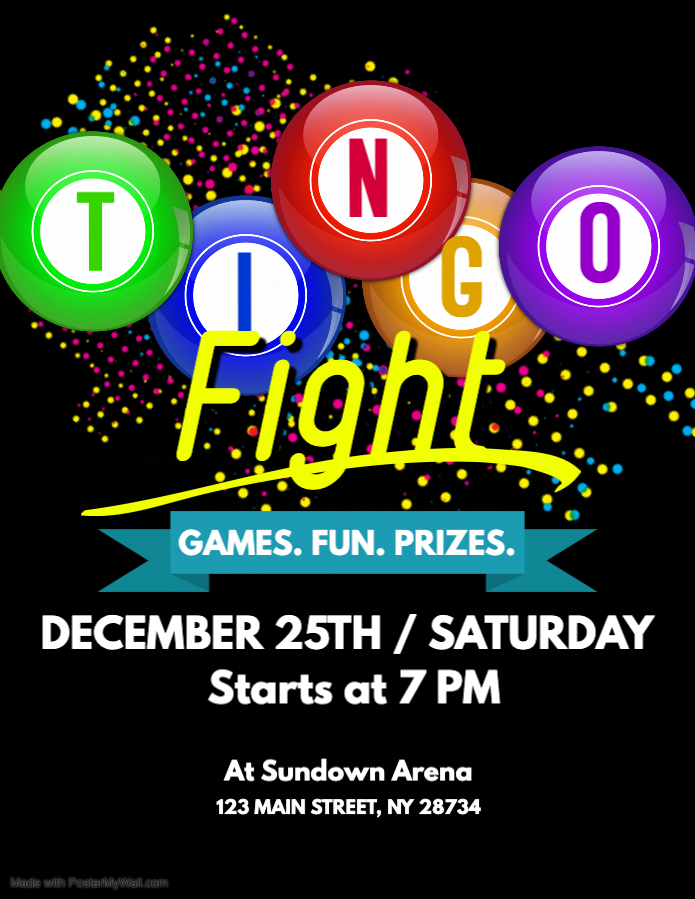 TINGO
Fight
GAMES. FUN. PRIZES.
DECEMBER 25TH / SATURDAY
Starts at 7 PM
At Sundown Arena
123 MAIN STREET, NY 28734
Made with PosterMyWall.com